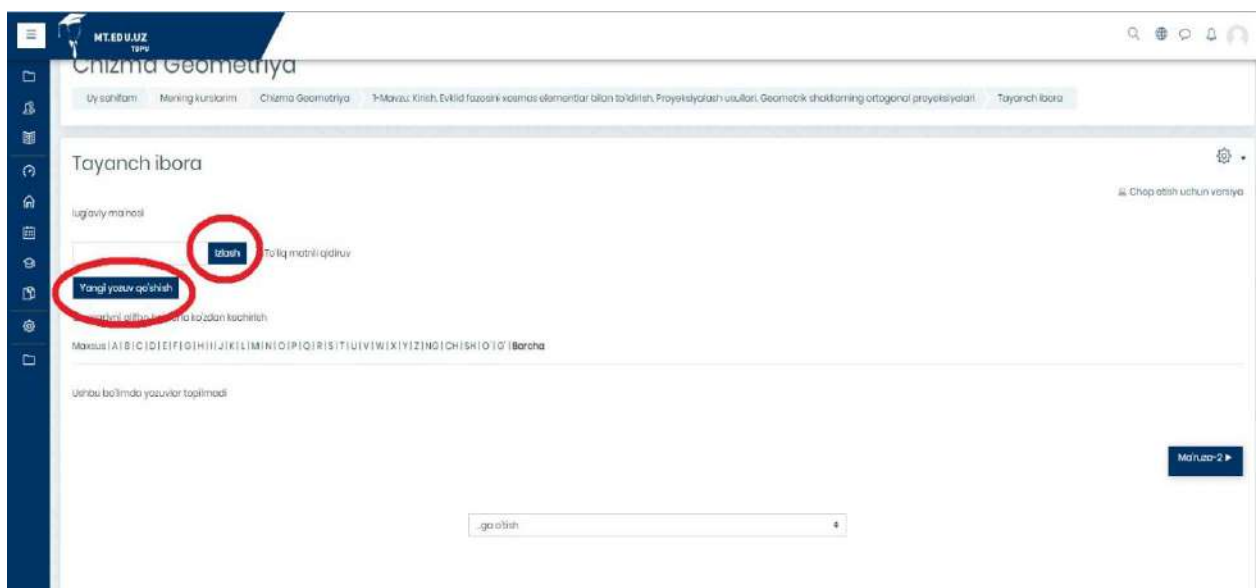 MT.EDU.UZ
TDPU
Chizma Geometriya
Uy sahifam Mening kurslarim Chizma Geometriya 1-Mavzu: Kirish, Evklid fazosini xosmas elementlar bilan to'ldirish, Proyeksiyalash usullari, Geometrik shakllarning ortogonal proyeksiyalari Tayanch ibora
Tayanch ibora
Chop etish uchun versiya
lug'aviy ma'nosi
Izlash To'liq matnli qidiruv
Yangi yozuv qo'shish
ko'zdan kechirish
Maxsus | A | B | C | D | E | F | G | H | I | J | K | L | M | N | O | P | Q | R | S | T | U | V | W | X | Y | Z | NG | CH | SH | O' | G' | Barcha
Ushbu bo'limda yozuvlar topilmadi
Ma'ruza-2 ►
...ga o'tish